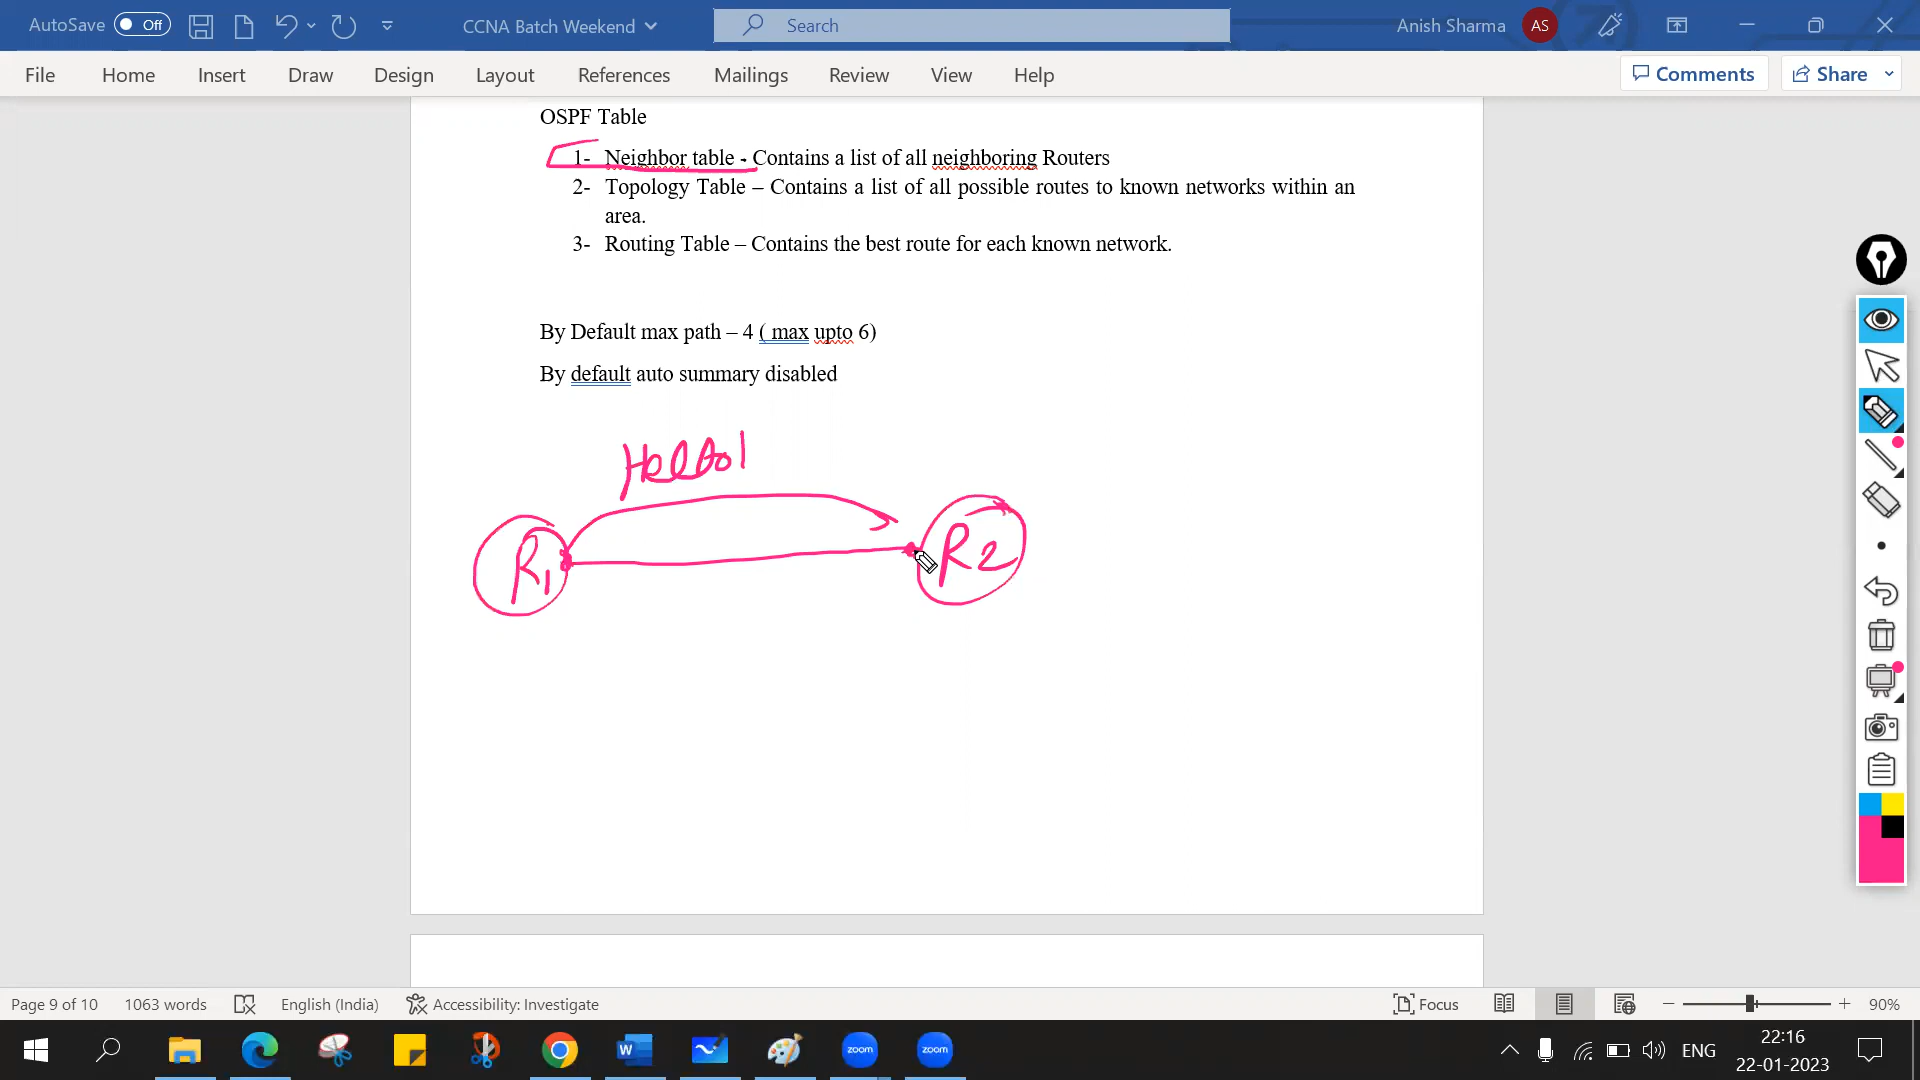 AutoSave Off CCNA Batch Weekend Search Anish Sharma AS
File Home Insert Draw Design Layout References Mailings Review View Help Comments Share
OSPF Table
1- Neighbor table - Contains a list of all neighboring Routers
2- Topology Table – Contains a list of all possible routes to known networks within an
area.
3- Routing Table – Contains the best route for each known network.
By Default max path – 4 ( max upto 6)
By default auto summary disabled
R1 R2
Page 9 of 10 1063 words English (India) Accessibility: Investigate Focus 90%
W zoom zoom ENG 22:16
22-01-2023